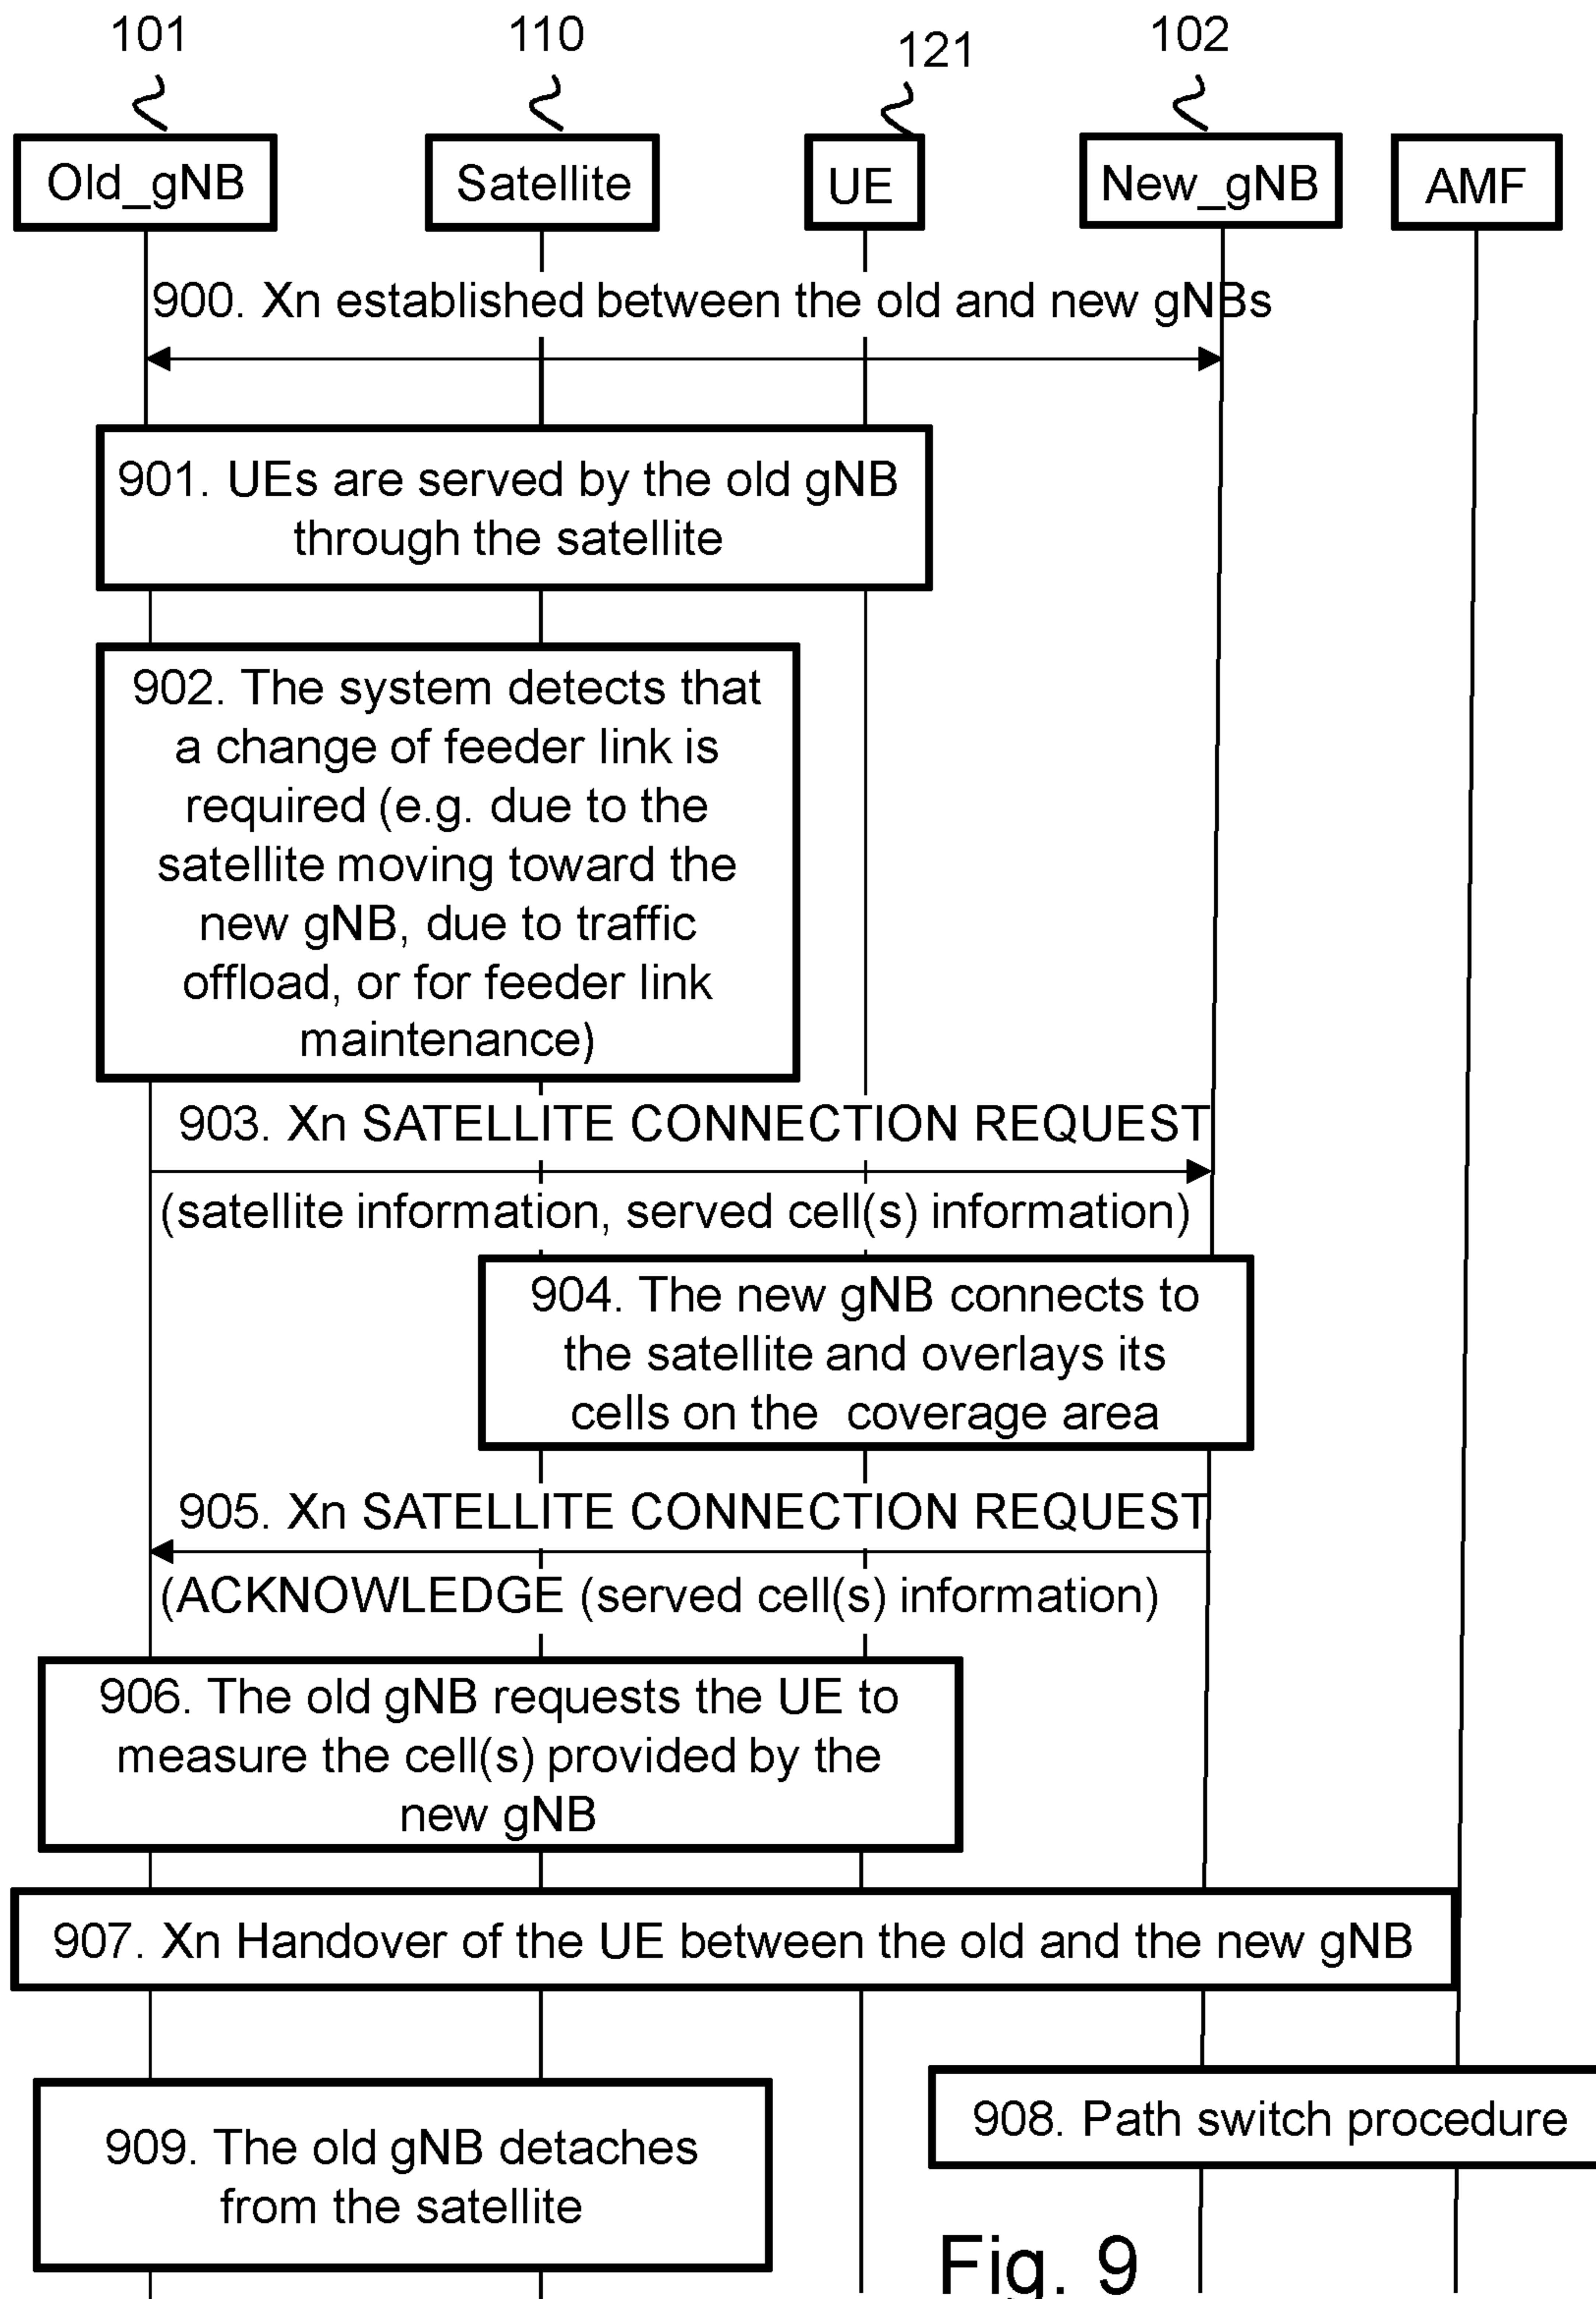 101
110
121
102
Old_gNB
Satellite
UE
New_gNB
AMF
900. Xn established between the old and new gNBs
901. UEs are served by the old gNB
through the satellite
902. The system detects that
a change of feeder link is
required (e.g. due to the
satellite moving toward the
new gNB, due to traffic
offload, or for feeder link
maintenance)
903. Xn SATELLITE CONNECTION REQUEST
(satellite information, served cell(s) information)
904. The new gNB connects to
the satellite and overlays its
cells on the coverage area
905. Xn SATELLITE CONNECTION REQUEST
(ACKNOWLEDGE (served cell(s) information)
906. The old gNB requests the UE to
measure the cell(s) provided by the
new gNB
907. Xn Handover of the UE between the old and the new gNB
908. Path switch procedure
909. The old gNB detaches
from the satellite
Fig. 9